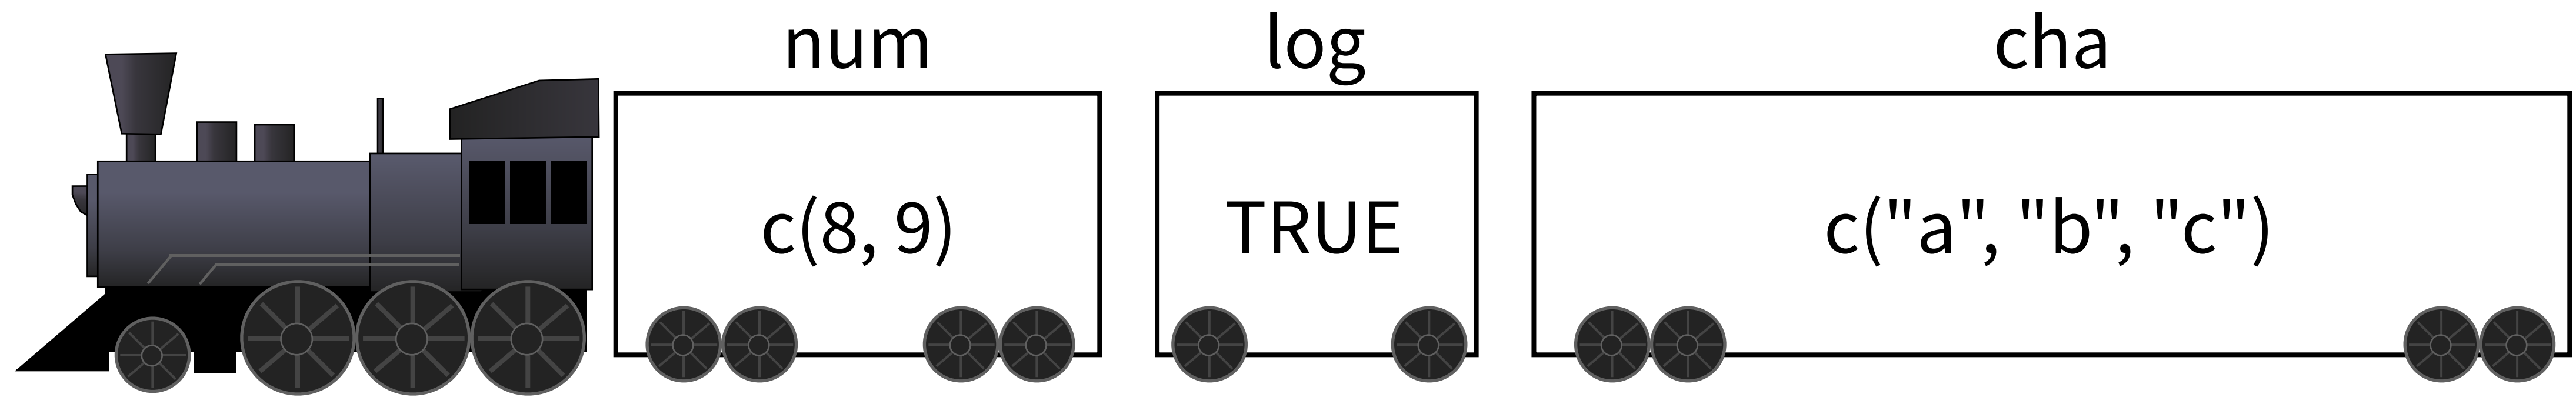 num
log
cha
c(8, 9)
TRUE
c("a", "b", "c")